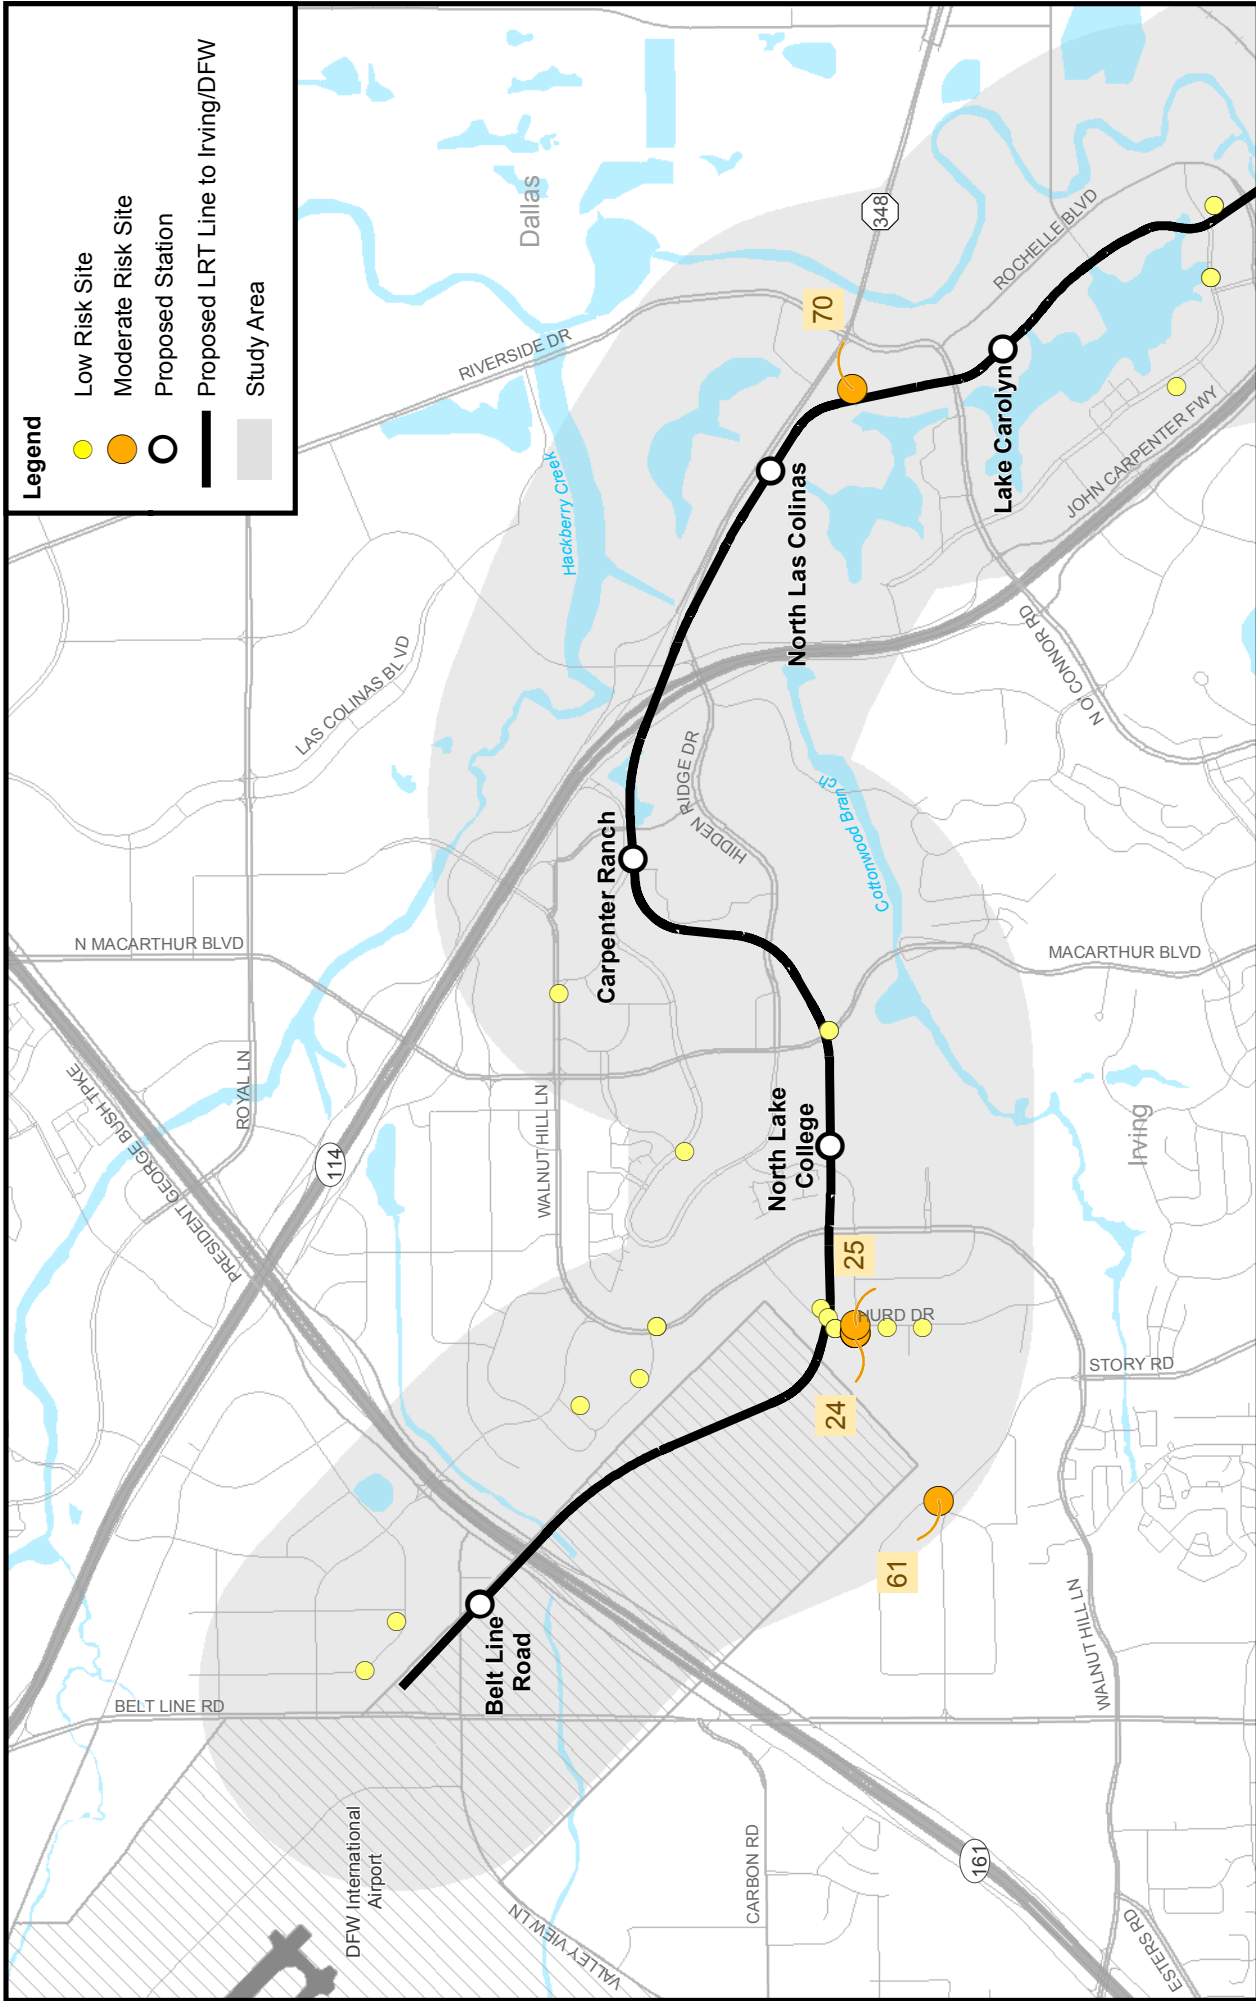 Legend
Low Risk Site
Moderate Risk Site
Proposed Station
Proposed LRT Line to Irving/DFW
Study Area
Dallas
348
ROCHELLE BLVD
RIVERSIDE DR
70
Hackberry Creek
Lake Carolyn
JOHN CARPENTER FWY
North Las Colinas
LAS COLINAS BLVD
N O'CONNOR RD
HIDDEN RIDGE DR
Cottonwood Branch
Carpenter Ranch
N MACARTHUR BLVD
MACARTHUR BLVD
ROYAL LN
PRESIDENT GEORGE BUSH TPKE
WALNUT HILL LN
114
North Lake
College
Irving
25
HURD DR
24
STORY RD
61
Belt Line
Road
WALNUT HILL LN
BELT LINE RD
DFW International
Airport
CARBON RD
161
VALLEY VIEW LN
ESTERS RD